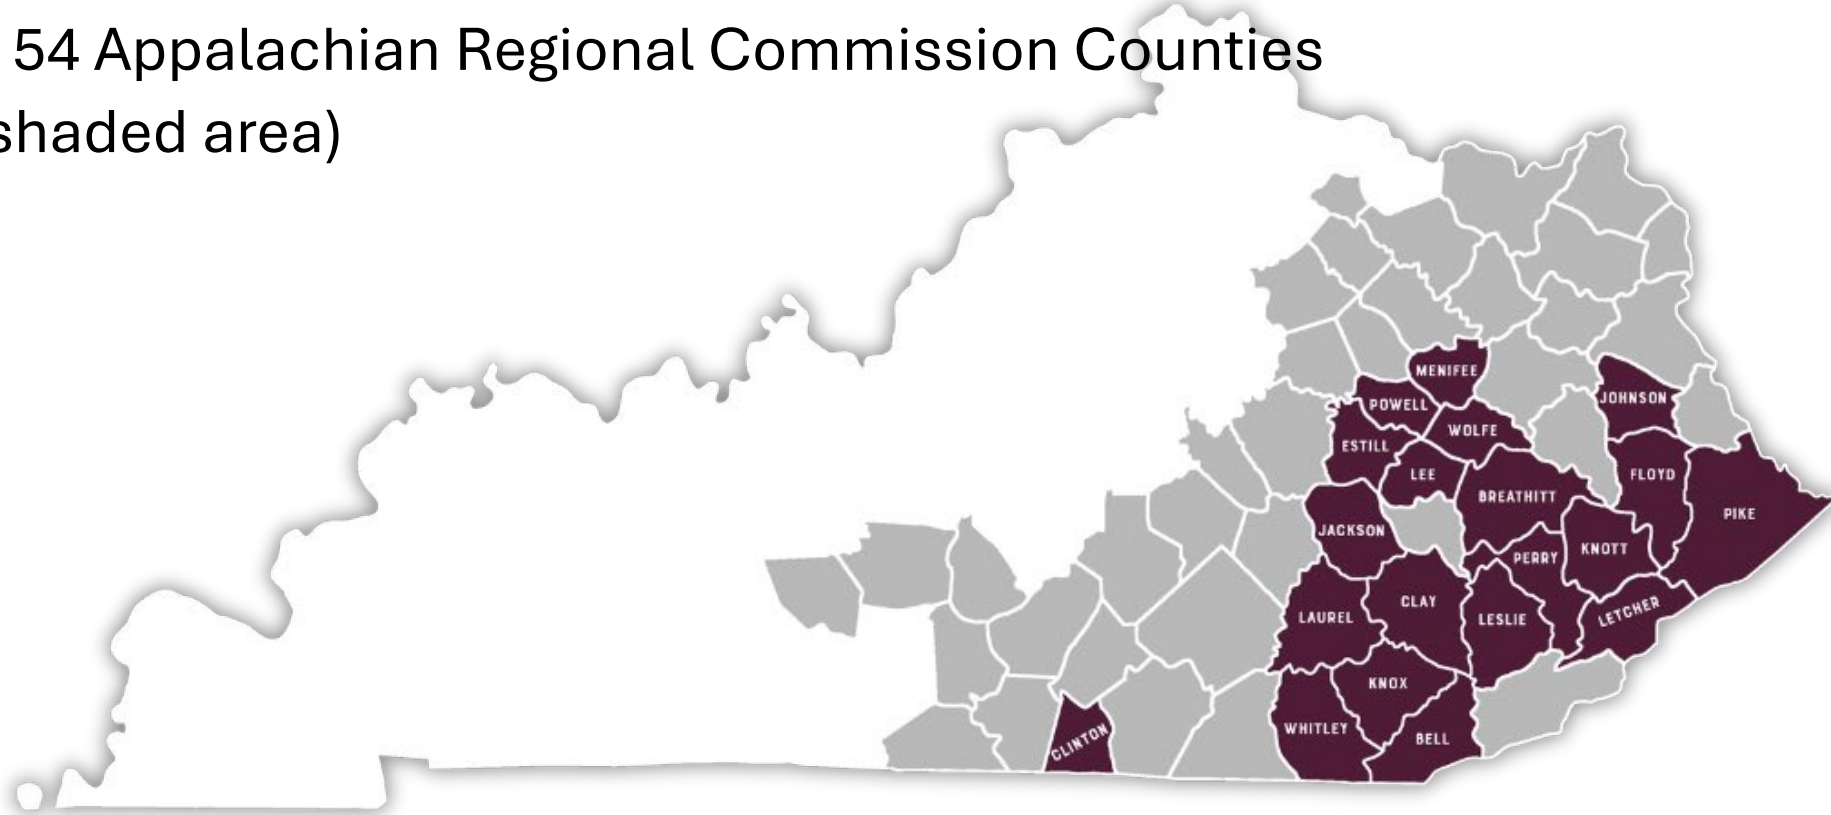 54 Appalachian Regional Commission Counties
shaded area)
MENIFEE
JOHNSON
POWELL
WOLFE
ESTILL
LEE
FLOYD
BREATHITT
PIKE
JACKSON
PERRY
KNOTT
CLAY
LAUREL
LESLIE
LETCHER
KNOX
WHITLEY
BELL
CLINTON